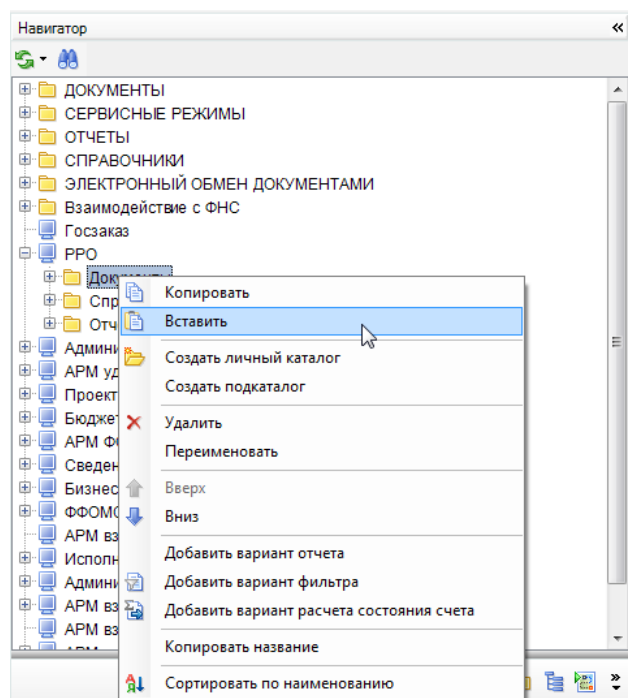 Навигатор
ДОКУМЕНТЫ
СЕРВИСНЫЕ РЕЖИМЫ
ОТЧЕТЫ
СПРАВОЧНИКИ
ЭЛЕКТРОННЫЙ ОБМЕН ДОКУМЕНТАМИ
Взаимодействие с ФНС
Госзаказ
РРО
Копировать
Вставить
Создать личный каталог
Создать подкаталог
Удалить
Переименовать
Вверх
Вниз
Добавить вариант отчета
Добавить вариант фильтра
Добавить вариант расчета состояния счета
Копировать название
Сортировать по наименованию